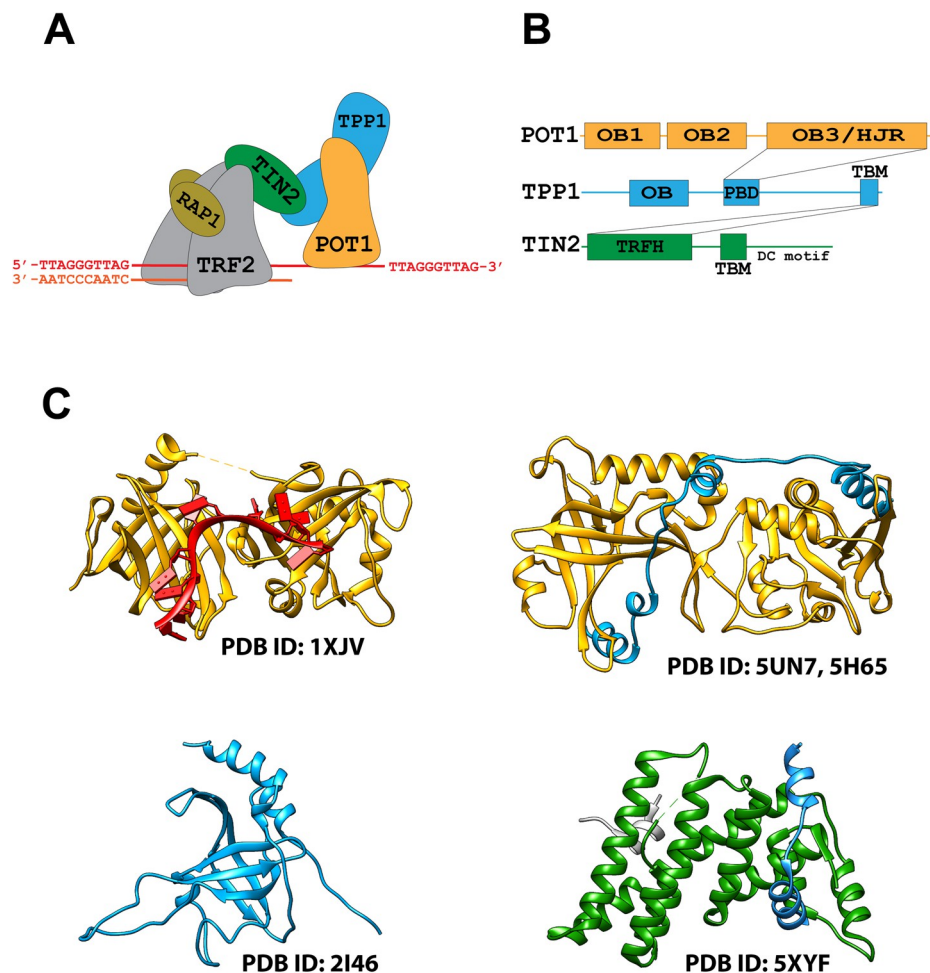 A
B
TPP1
TIN2
RAP1
POT1
TRF2
5'-TTAGGGTTAG
TTAGGGTTAG-3'
3'-AATCCCAATC
POT1 OB1 OB2 OB3/HJR
TBM
TPP1 OB PBD
TIN2 TRFH
TBM DC motif
C
PDB ID: 1XJV
PDB ID: 5UN7, 5H65
PDB ID: 2I46
PDB ID: 5XYF